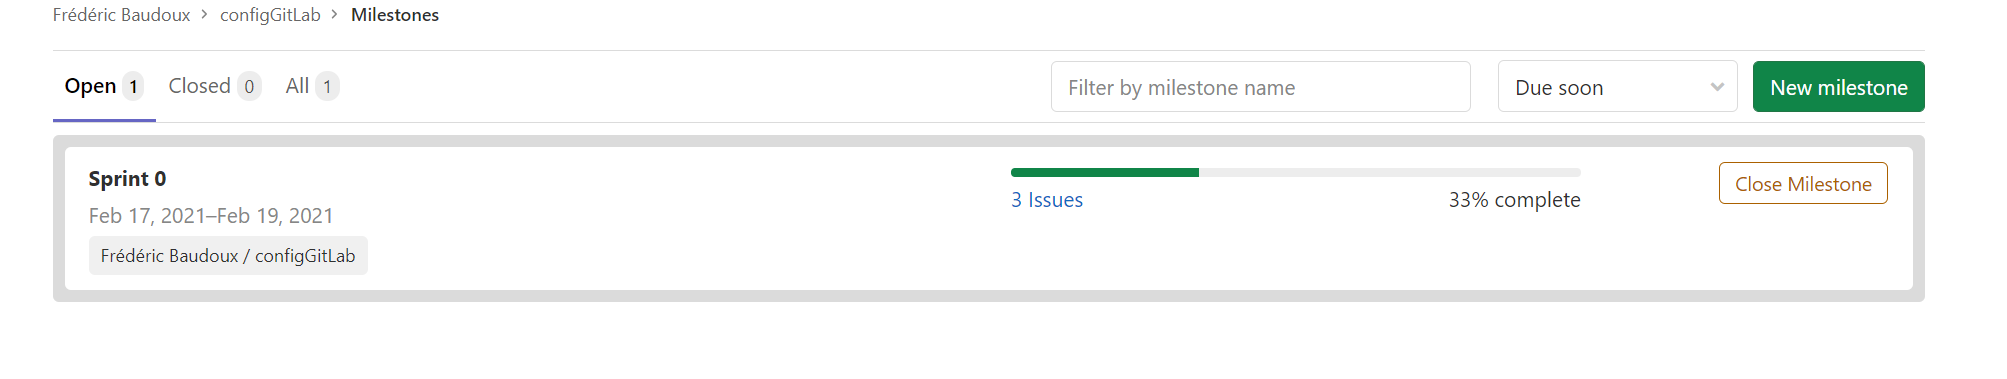 Frédéric Baudoux > configGitLab > Milestones
Open 1 Closed 0 All 1 Filter by milestone name Due soon New milestone
Sprint 0
Feb 17, 2021–Feb 19, 2021
Frédéric Baudoux / configGitLab
3 Issues 33% complete
Close Milestone